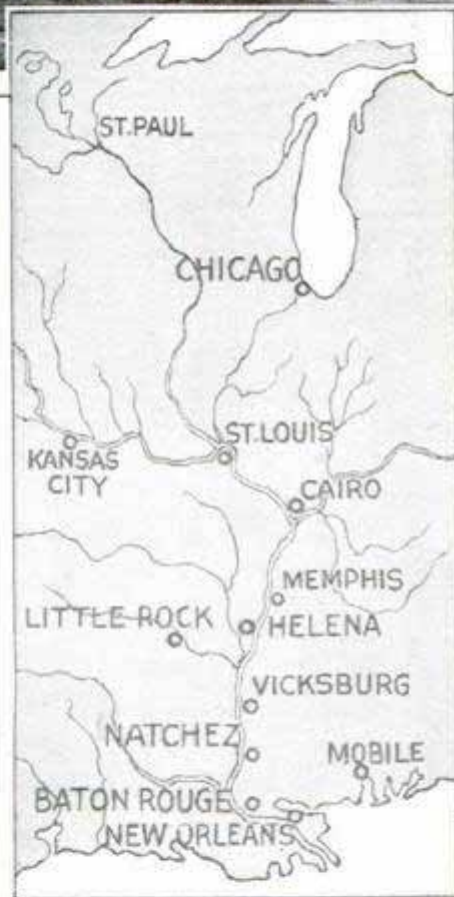 ST. PAUL
CHICAGO
ST. LOUIS
KANSAS
CITY
CAIRO
MEMPHIS
LITTLE ROCK
HELENA
VICKSBURG
NATCHEZ
MOBILE
BATON ROUGE
NEW ORLEANS